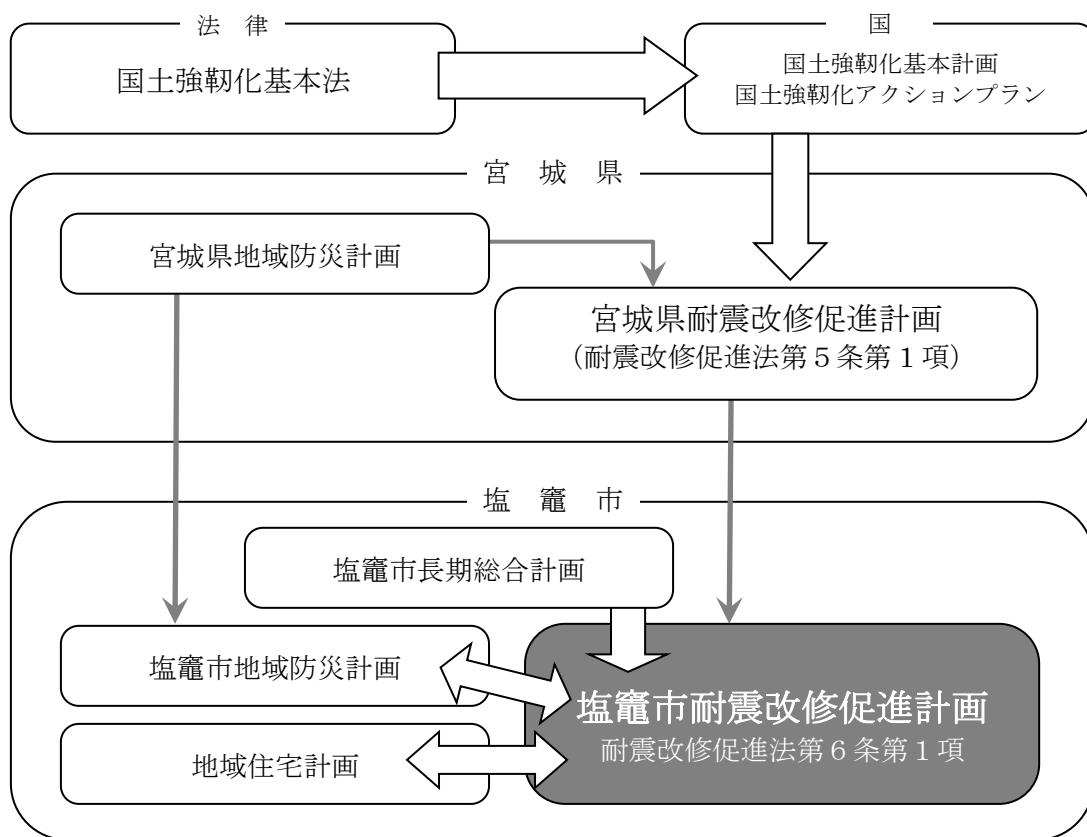 法　律
国土強靭化基本法
国
国土強靭化基本計画
国土強靭化アクションプラン
宮　城　県
宮城県地域防災計画
宮城県耐震改修促進計画
（耐震改修促進法第５条第１項）
塩　竈　市
塩竈市長期総合計画
塩竈市地域防災計画
塩竈市耐震改修促進計画
耐震改修促進法第６条第１項
地域住宅計画